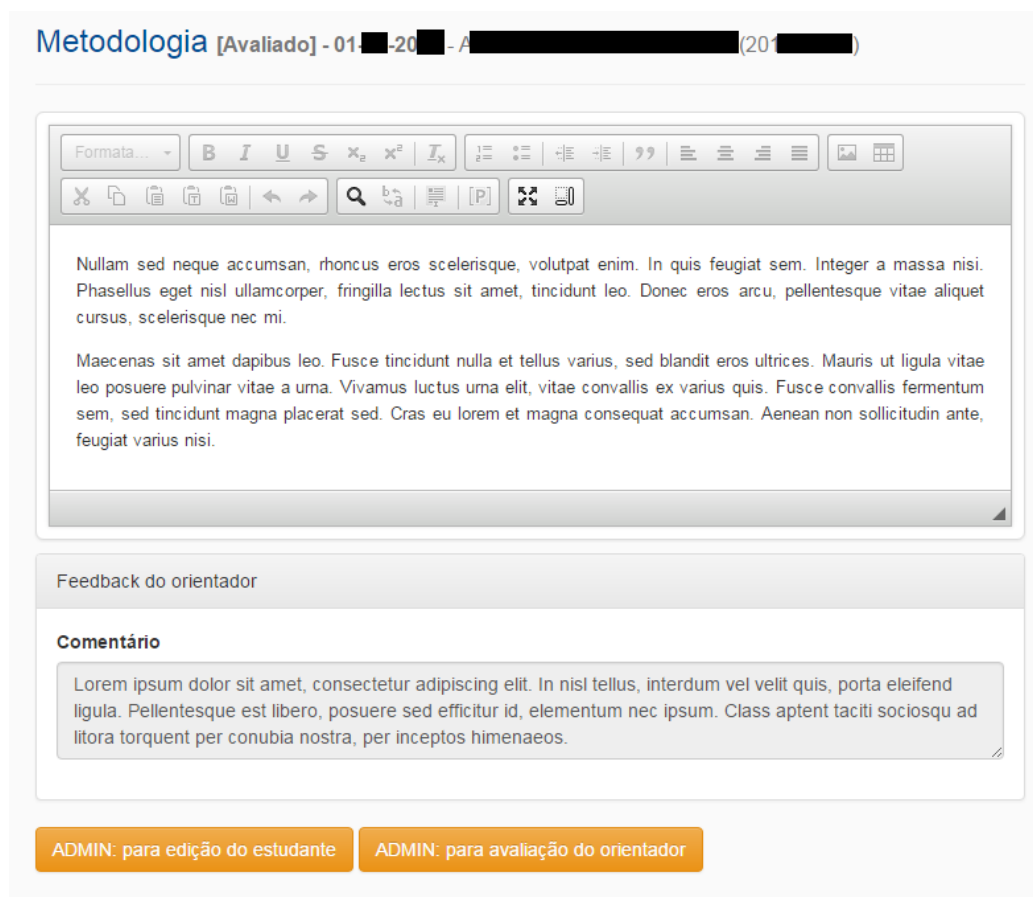 Metodologia [Avaliado] - 01- -20 - A (201 )
Formata...
B I U S x₂ x² Ix
Nullam sed neque accumsan, rhoncus eros scelerisque, volutpat enim. In quis feugiat sem. Integer a massa nisi.
Phasellus eget nisl ullamcorper, fringilla lectus sit amet, tincidunt leo. Donec eros arcu, pellentesque vitae aliquet
cursus, scelerisque nec mi.
Maecenas sit amet dapibus leo. Fusce tincidunt nulla et tellus varius, sed blandit eros ultrices. Mauris ut ligula vitae
leo posuere pulvinar vitae a urna. Vivamus luctus urna elit, vitae convallis ex varius quis. Fusce convallis fermentum
sem, sed tincidunt magna placerat sed. Cras eu lorem et magna consequat accumsan. Aenean non sollicitudin ante,
feugiat varius nisi.
Feedback do orientador
Comentário
Lorem ipsum dolor sit amet, consectetur adipiscing elit. In nisl tellus, interdum vel velit quis, porta eleifend
ligula. Pellentesque est libero, posuere sed efficitur id, elementum nec ipsum. Class aptent taciti sociosqu ad
litora torquent per conubia nostra, per inceptos himenaeos.
ADMIN: para edição do estudante ADMIN: para avaliação do orientador